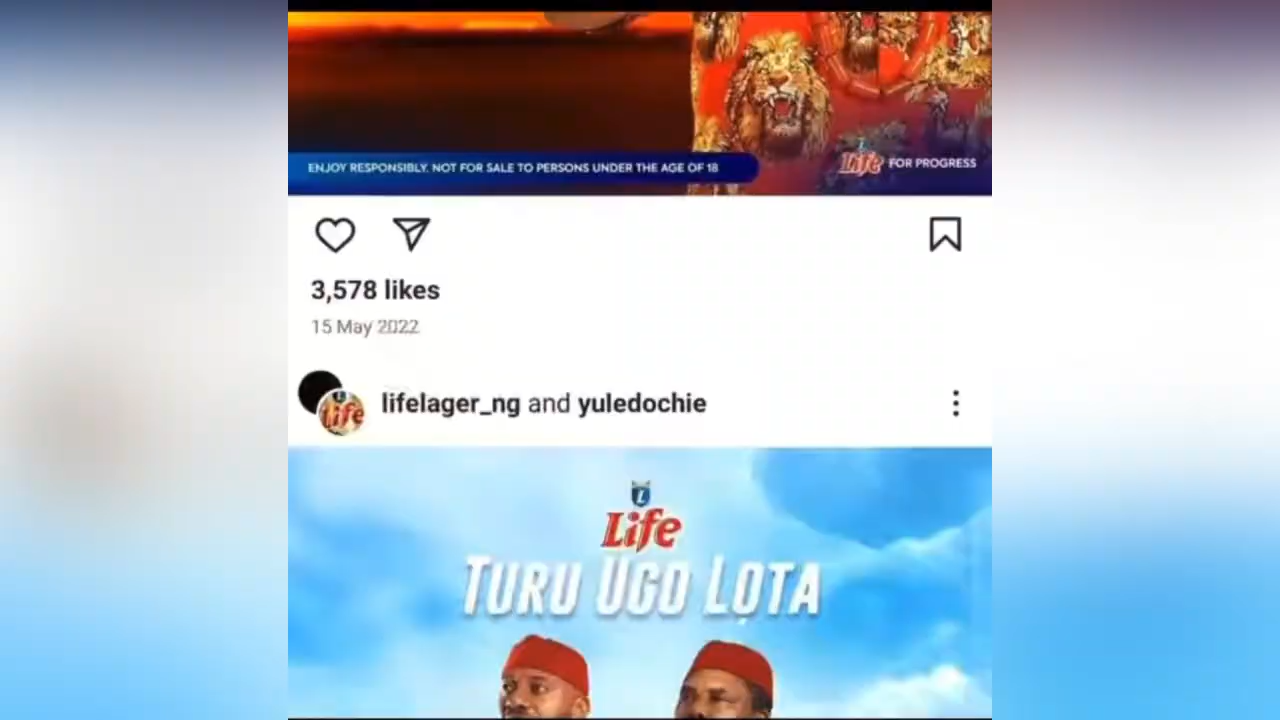 ENJOY RESPONSIBLY. NOT FOR SALE TO PERSONS UNDER THE AGE OF 18
Life FOR PROGRESS
3,578 likes
15 May 2022
life
lifelager_ng and yuledochie
L
Life
TURU UGO LỌTA